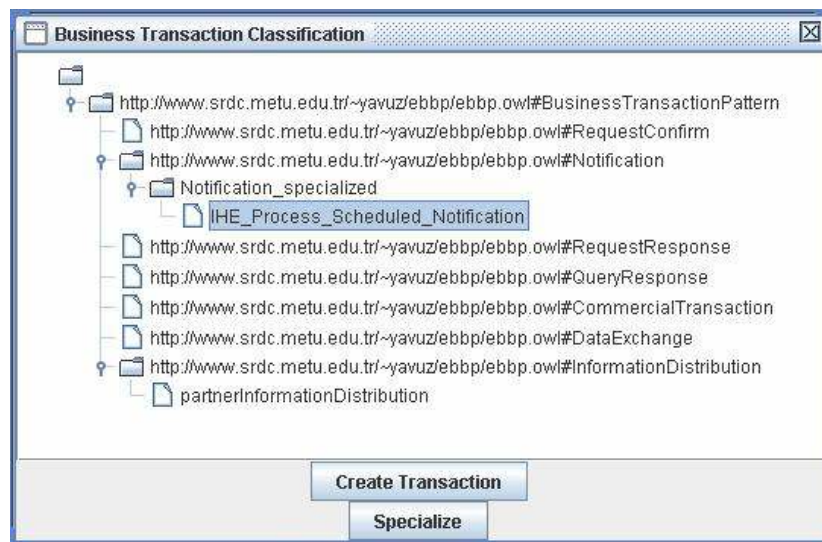 Business Transaction Classification
http://www.srdc.metu.edu.tr/~yavuz/ebbp/ebbp.owl#BusinessTransactionPattern
http://www.srdc.metu.edu.tr/~yavuz/ebbp/ebbp.owl#RequestConfirm
http://www.srdc.metu.edu.tr/~yavuz/ebbp/ebbp.owl#Notification
Notification_specialized
IHE_Process_Scheduled_Notification
http://www.srdc.metu.edu.tr/~yavuz/ebbp/ebbp.owl#RequestResponse
http://www.srdc.metu.edu.tr/~yavuz/ebbp/ebbp.owl#QueryResponse
http://www.srdc.metu.edu.tr/~yavuz/ebbp/ebbp.owl#CommercialTransaction
http://www.srdc.metu.edu.tr/~yavuz/ebbp/ebbp.owl#DataExchange
http://www.srdc.metu.edu.tr/~yavuz/ebbp/ebbp.owl#InformationDistribution
partnerInformationDistribution
Create Transaction
Specialize